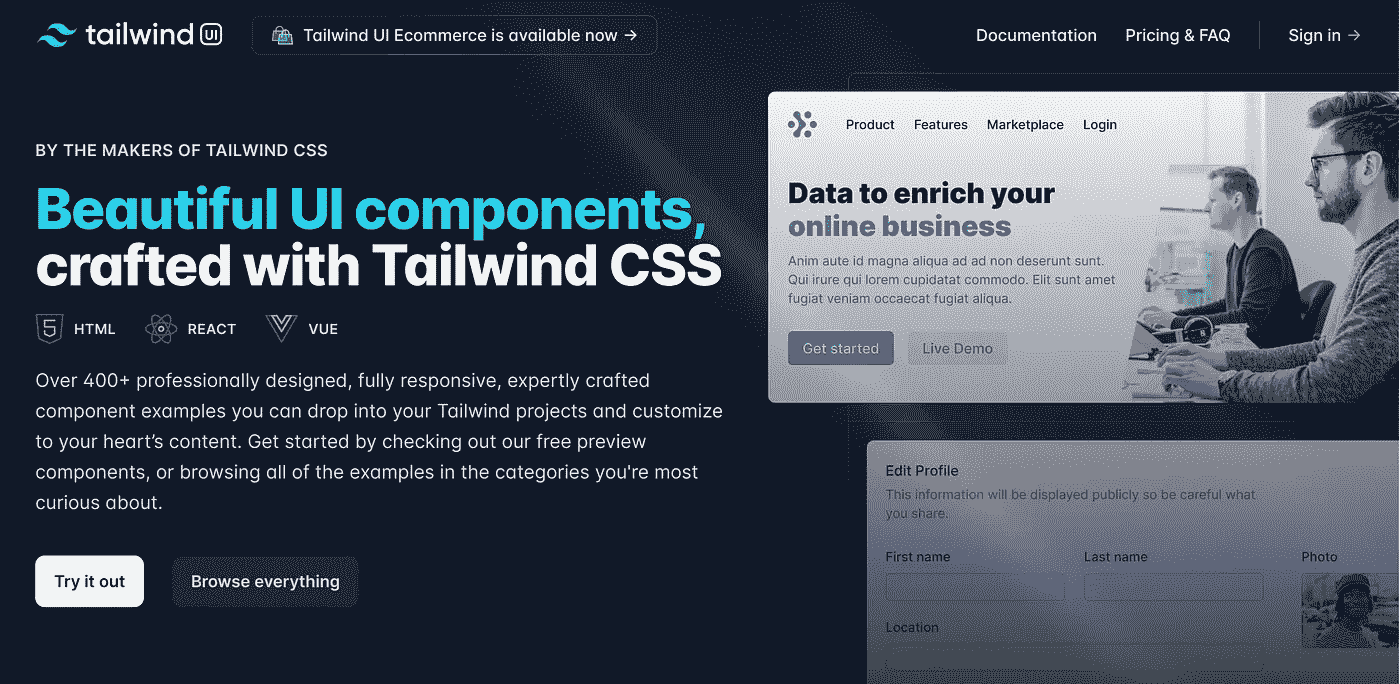 tailwind UI
🛍️ Tailwind UI Ecommerce is available now →
Documentation
Pricing & FAQ
Sign in →
BY THE MAKERS OF TAILWIND CSS
Beautiful UI components,
crafted with Tailwind CSS
5 HTML
REACT
VUE
Over 400+ professionally designed, fully responsive, expertly crafted
component examples you can drop into your Tailwind projects and customize
to your heart’s content. Get started by checking out our free preview
components, or browsing all of the examples in the categories you're most
curious about.
Try it out
Browse everything
Product
Features
Marketplace
Login
Data to enrich your
online business
Anim aute id magna aliqua ad ad non deserunt sunt.
Qui irure qui lorem cupidatat commodo. Elit sunt amet
fugiat veniam occaecat fugiat aliqua.
Get started
Live Demo
Edit Profile
This information will be displayed publicly so be careful what
you share.
First name
Last name
Photo
Location